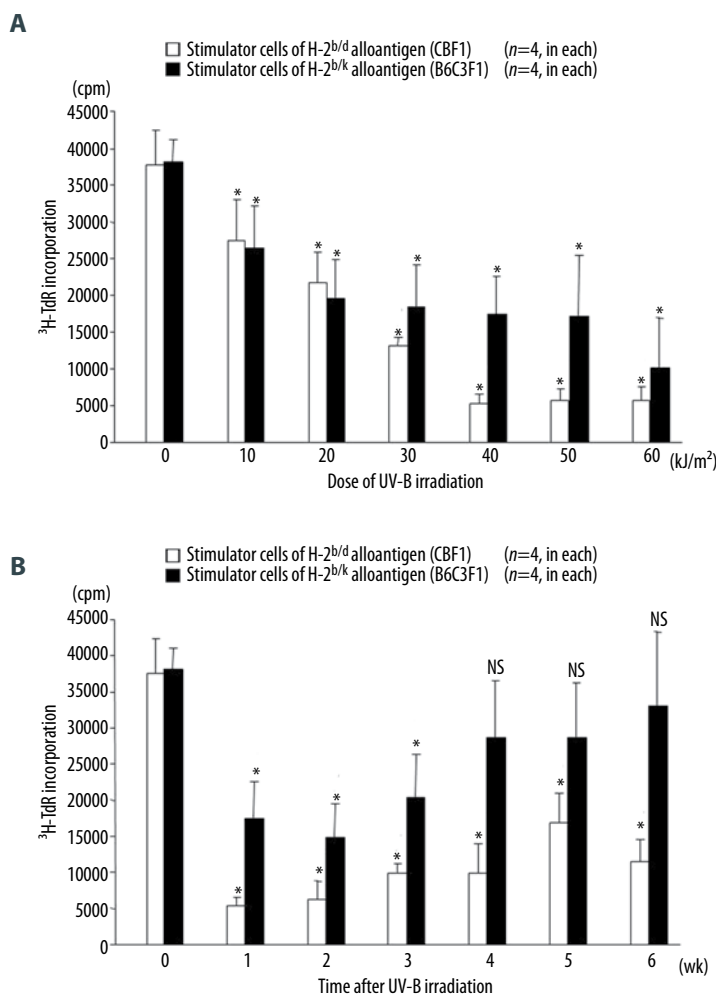 A
Stimulator cells of H-2b/d alloantigen (CBF1) (n=4, in each)
Stimulator cells of H-2b/k alloantigen (B6C3F1) (n=4, in each)
(cpm)
45000
40000
35000
30000
25000
20000
15000
10000
5000
0
3H-TdR incorporation
* * * * * * * * * * * *
0 10 20 30 40 50 60 (kJ/m2)
Dose of UV-B irradiation
B
Stimulator cells of H-2b/d alloantigen (CBF1) (n=4, in each)
Stimulator cells of H-2b/k alloantigen (B6C3F1) (n=4, in each)
(cpm)
45000
40000
35000
30000
25000
20000
15000
10000
5000
0
3H-TdR incorporation
* * * * * * * NS * NS * NS
0 1 2 3 4 5 6 (wk)
Time after UV-B irradiation